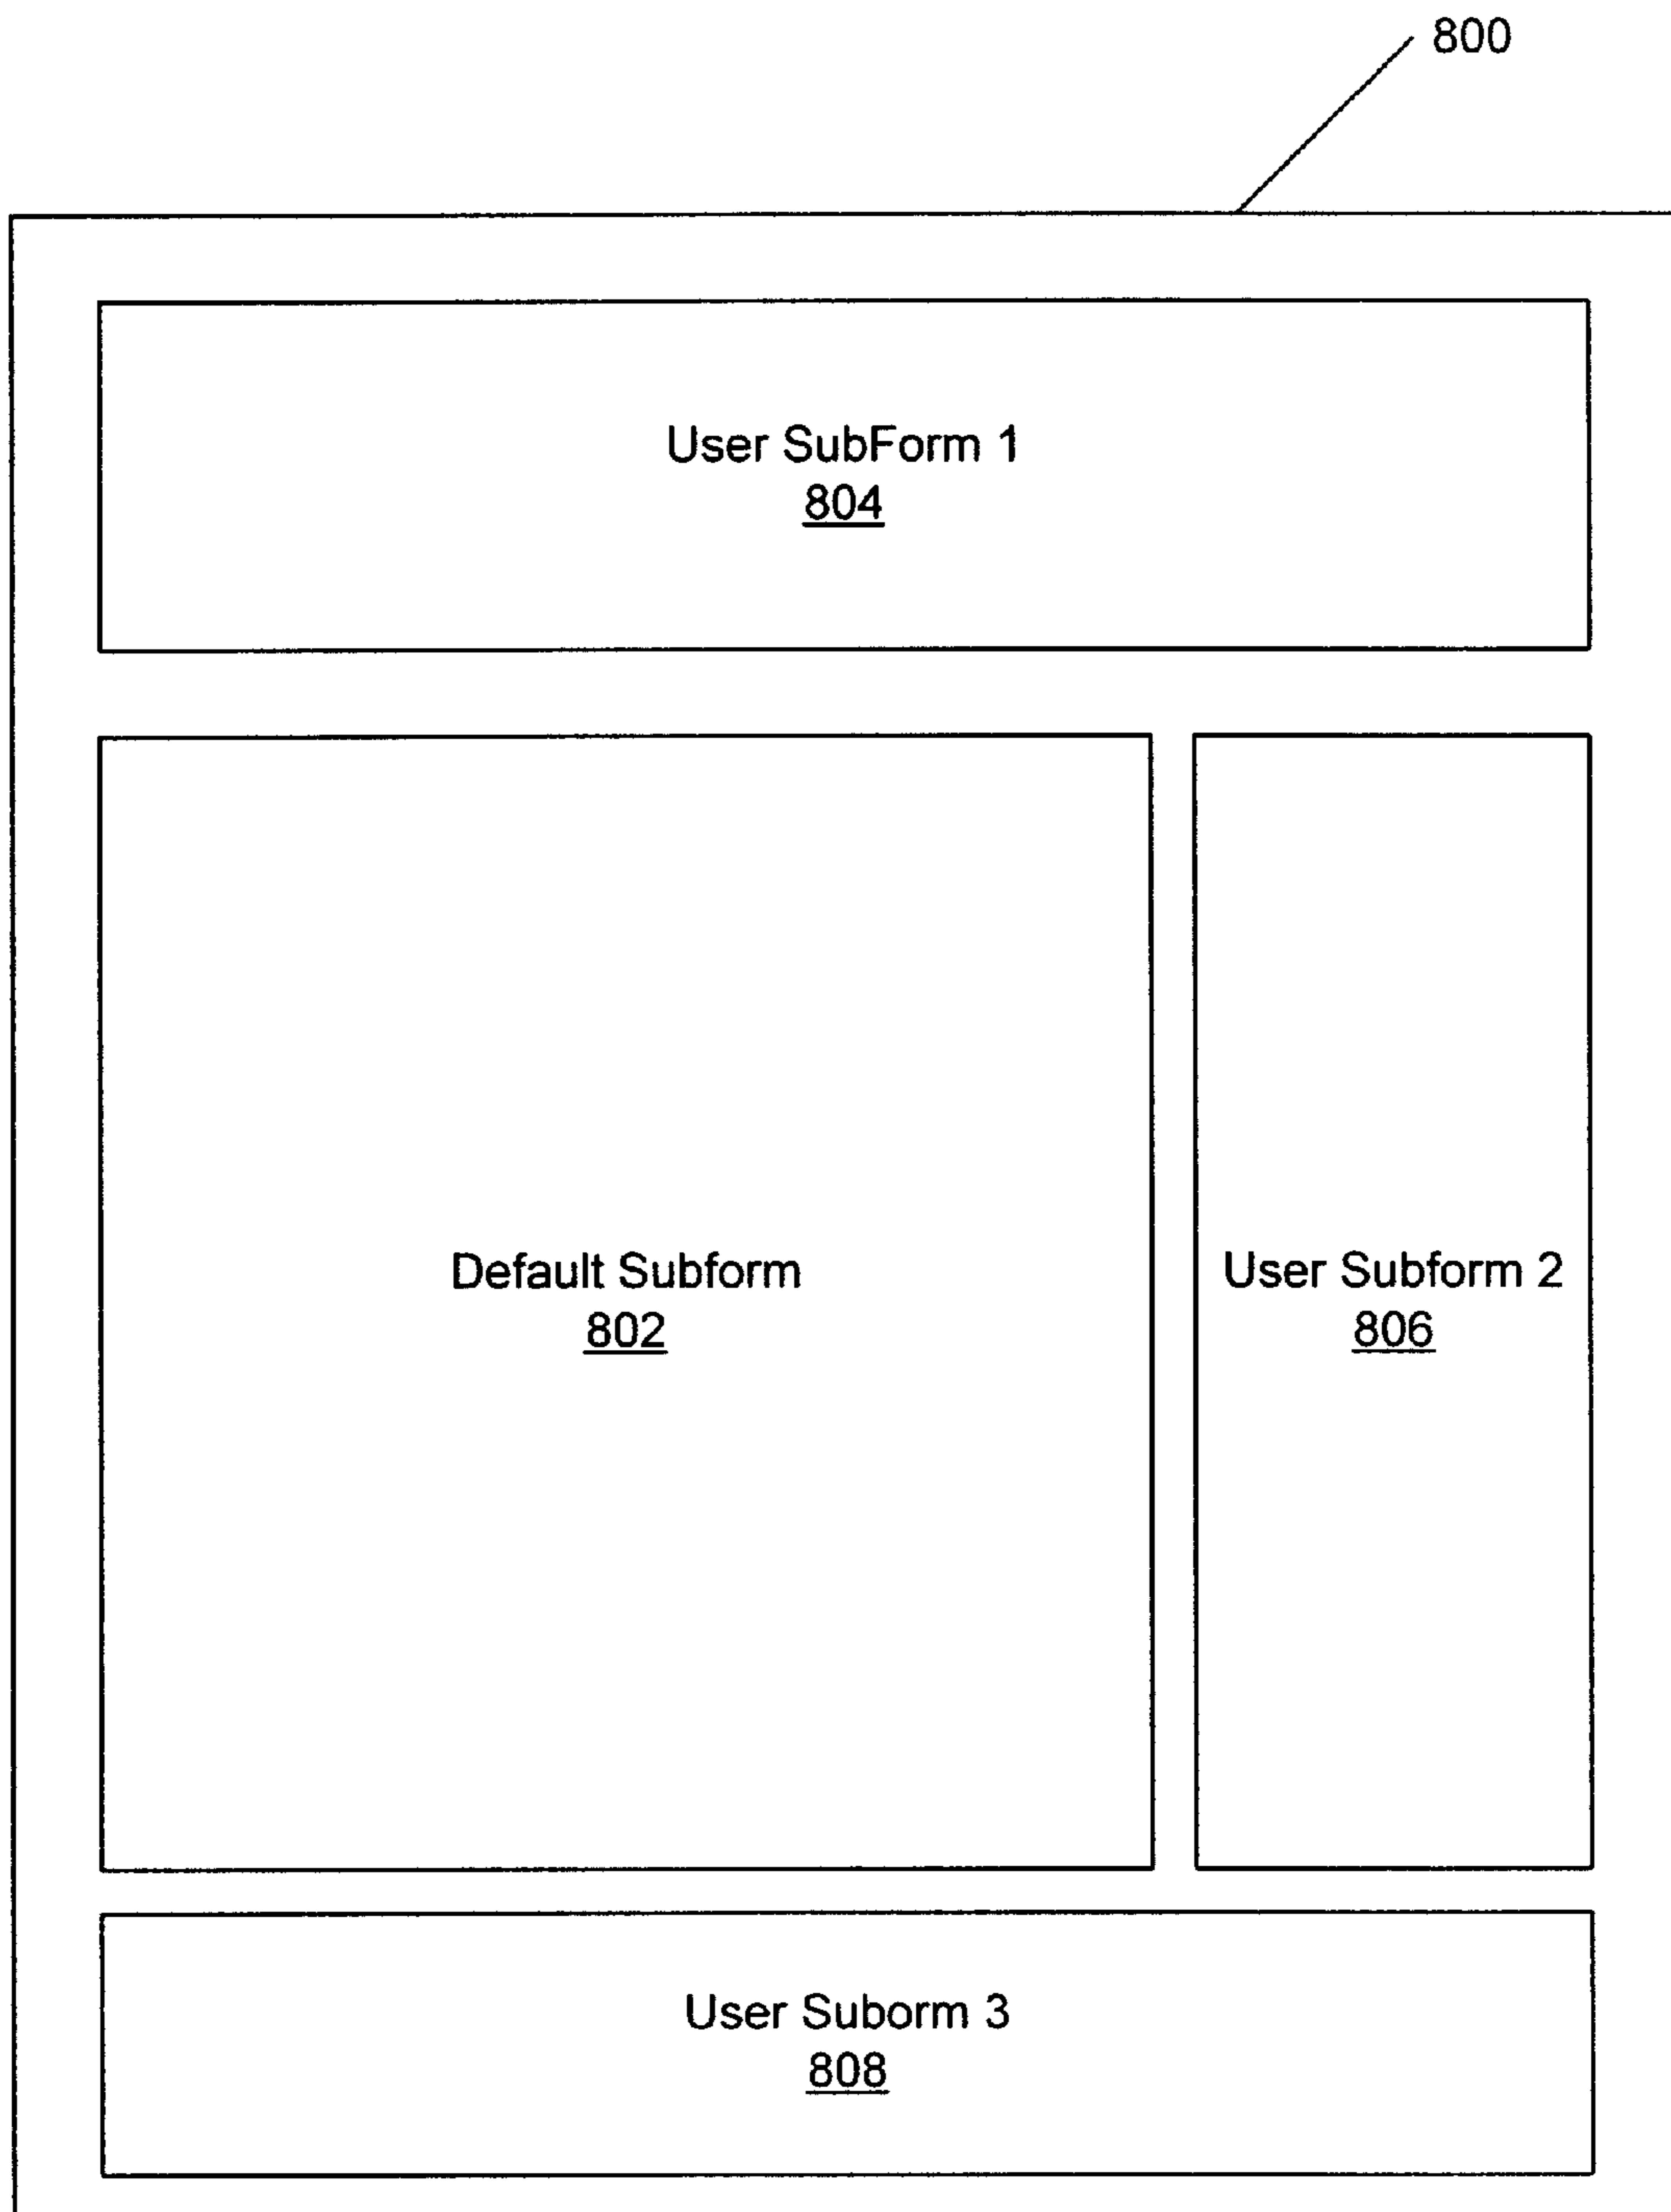 800
User SubForm 1
804
Default Subform
802
User Subform 2
806
User Suborm 3
808